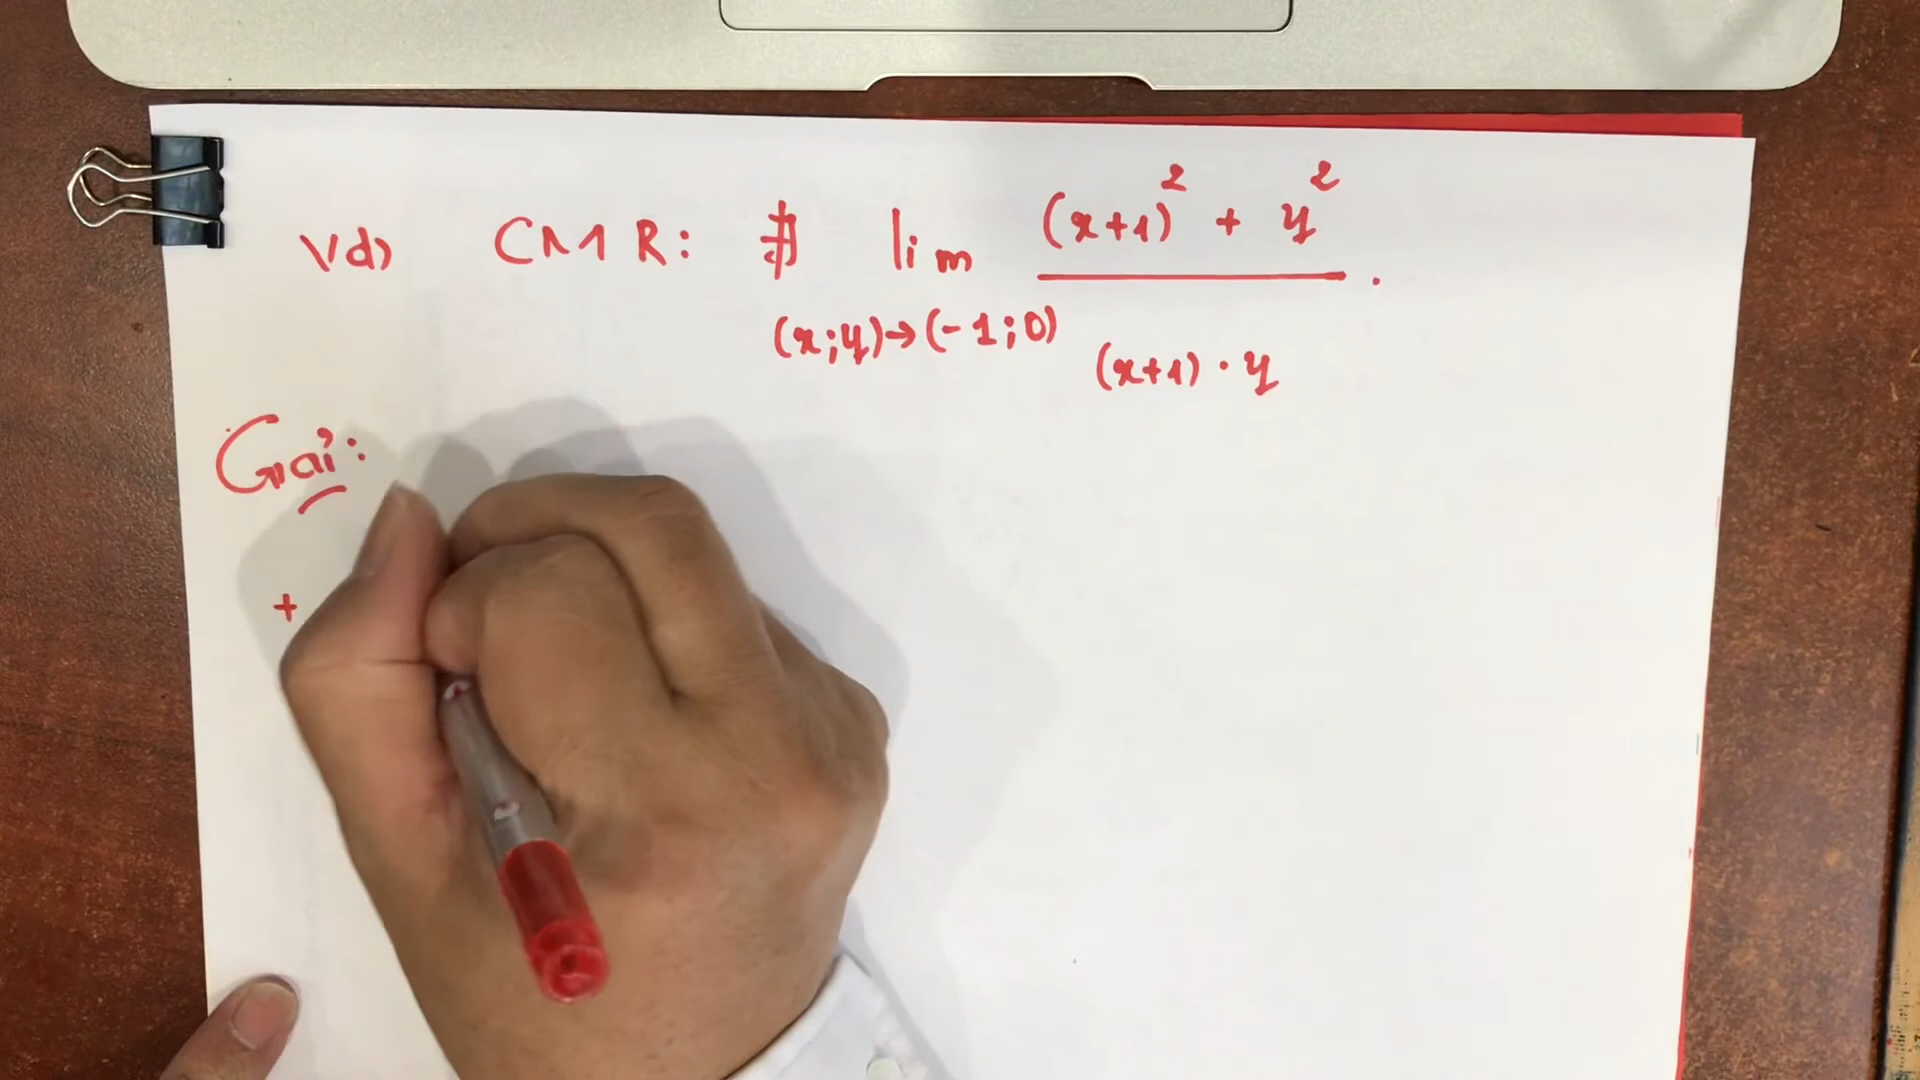 Vd) CMR: ∄ lim (x+1)² + y² .
(x;y)→(-1;0) (x+1) · y
Giải:
+